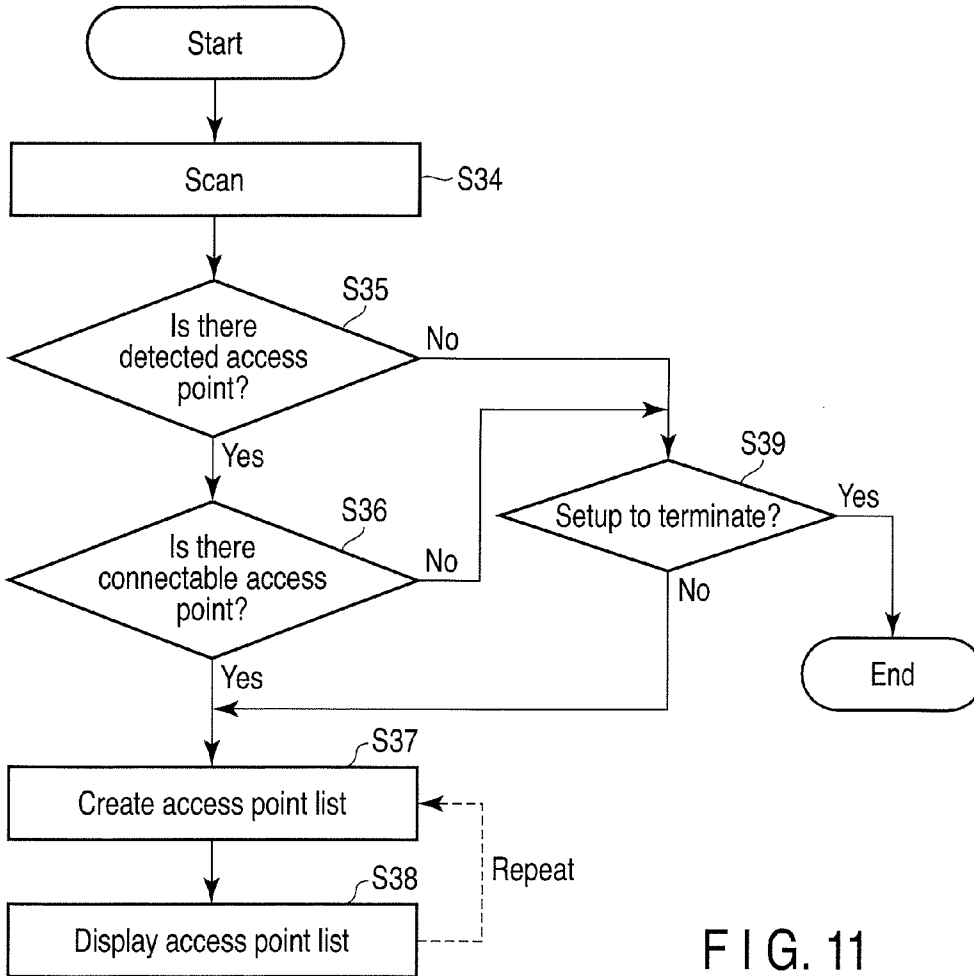 Start
Scan
S34
S35
Is there
detected access
point?
No
Yes
S36
Is there
connectable access
point?
No
Yes
S39
Setup to terminate?
Yes
No
End
S37
Create access point list
Repeat
S38
Display access point list
FIG. 11